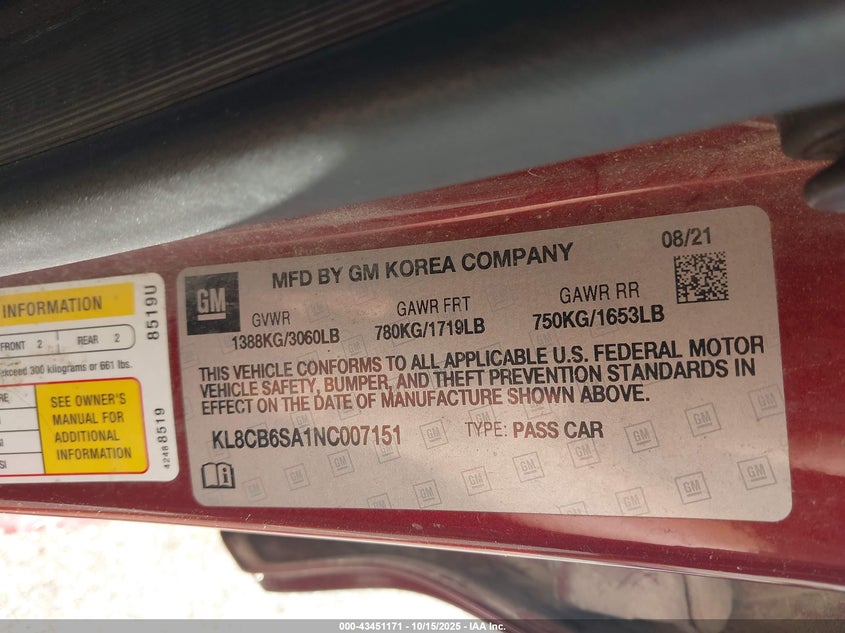 INFORMATION
FRONT 2 REAR 2
exceed 300 kilograms or 661 lbs.
SEE OWNER'S
MANUAL FOR
ADDITIONAL
INFORMATION
8519U
4248 8519
GM
MFD BY GM KOREA COMPANY
08/21
GVWR
1388KG/3060LB
GAWR FRT
780KG/1719LB
GAWR RR
750KG/1653LB
THIS VEHICLE CONFORMS TO ALL APPLICABLE U.S. FEDERAL MOTOR
VEHICLE SAFETY, BUMPER, AND THEFT PREVENTION STANDARDS IN
EFFECT ON THE DATE OF MANUFACTURE SHOWN ABOVE.
KL8CB6SA1NC007151
TYPE: PASS CAR
000-43451171 - 10/15/2025 - IAA Inc.